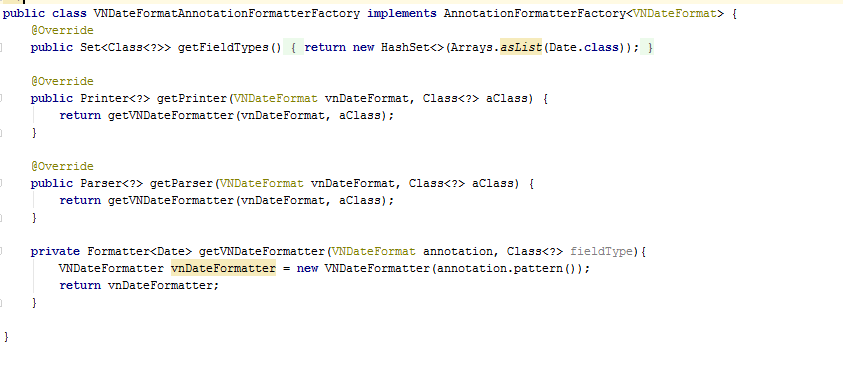 public class VNDateFormatAnnotationFormatterFactory implements AnnotationFormatterFactory<VNDateFormat> {
@Override
public Set<Class<?>> getFieldTypes() { return new HashSet<>(Arrays.asList(Date.class)); }
@Override
public Printer<?> getPrinter(VNDateFormat vnDateFormat, Class<?> aClass) {
return getVNDateFormatter(vnDateFormat, aClass);
}
@Override
public Parser<?> getParser(VNDateFormat vnDateFormat, Class<?> aClass) {
return getVNDateFormatter(vnDateFormat, aClass);
}
private Formatter<Date> getVNDateFormatter(VNDateFormat annotation, Class<?> fieldType){
VNDateFormatter vnDateFormatter = new VNDateFormatter(annotation.pattern());
return vnDateFormatter;
}
}